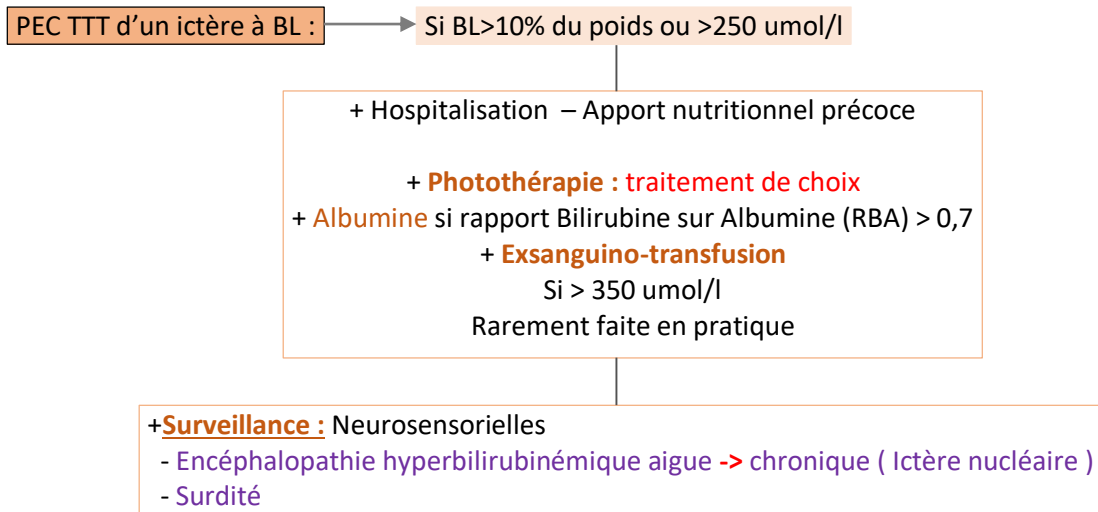 PEC TTT d’un ictère à BL :
Si BL>10% du poids ou >250 umol/l
+ Hospitalisation – Apport nutritionnel précoce
+ Photothérapie : traitement de choix
+ Albumine si rapport Bilirubine sur Albumine (RBA) > 0,7
+ Exsanguino-transfusion
Si > 350 umol/l
Rarement faite en pratique
+Surveillance : Neurosensorielles
- Encéphalopathie hyperbilirubinémique aigue -> chronique ( Ictère nucléaire )
- Surdité